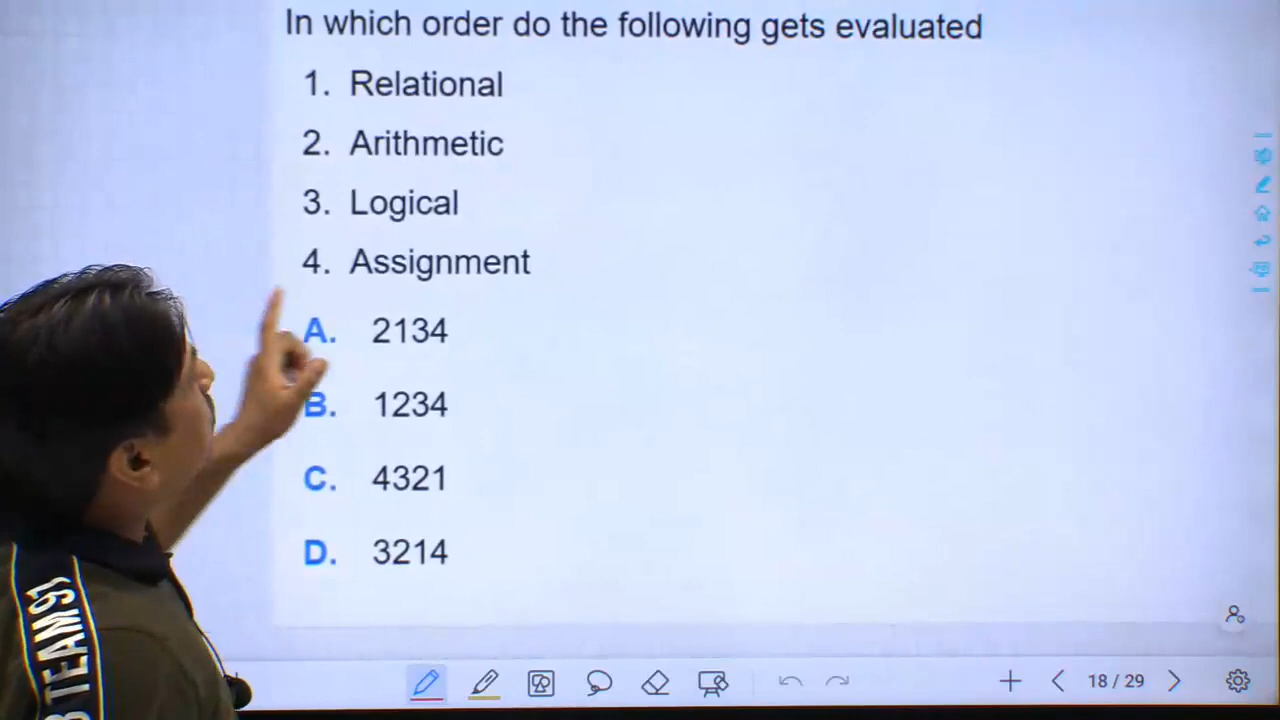 In which order do the following gets evaluated
1. Relational
2. Arithmetic
3. Logical
4. Assignment
A. 2134
B. 1234
C. 4321
D. 3214
18 / 29
TEAM91